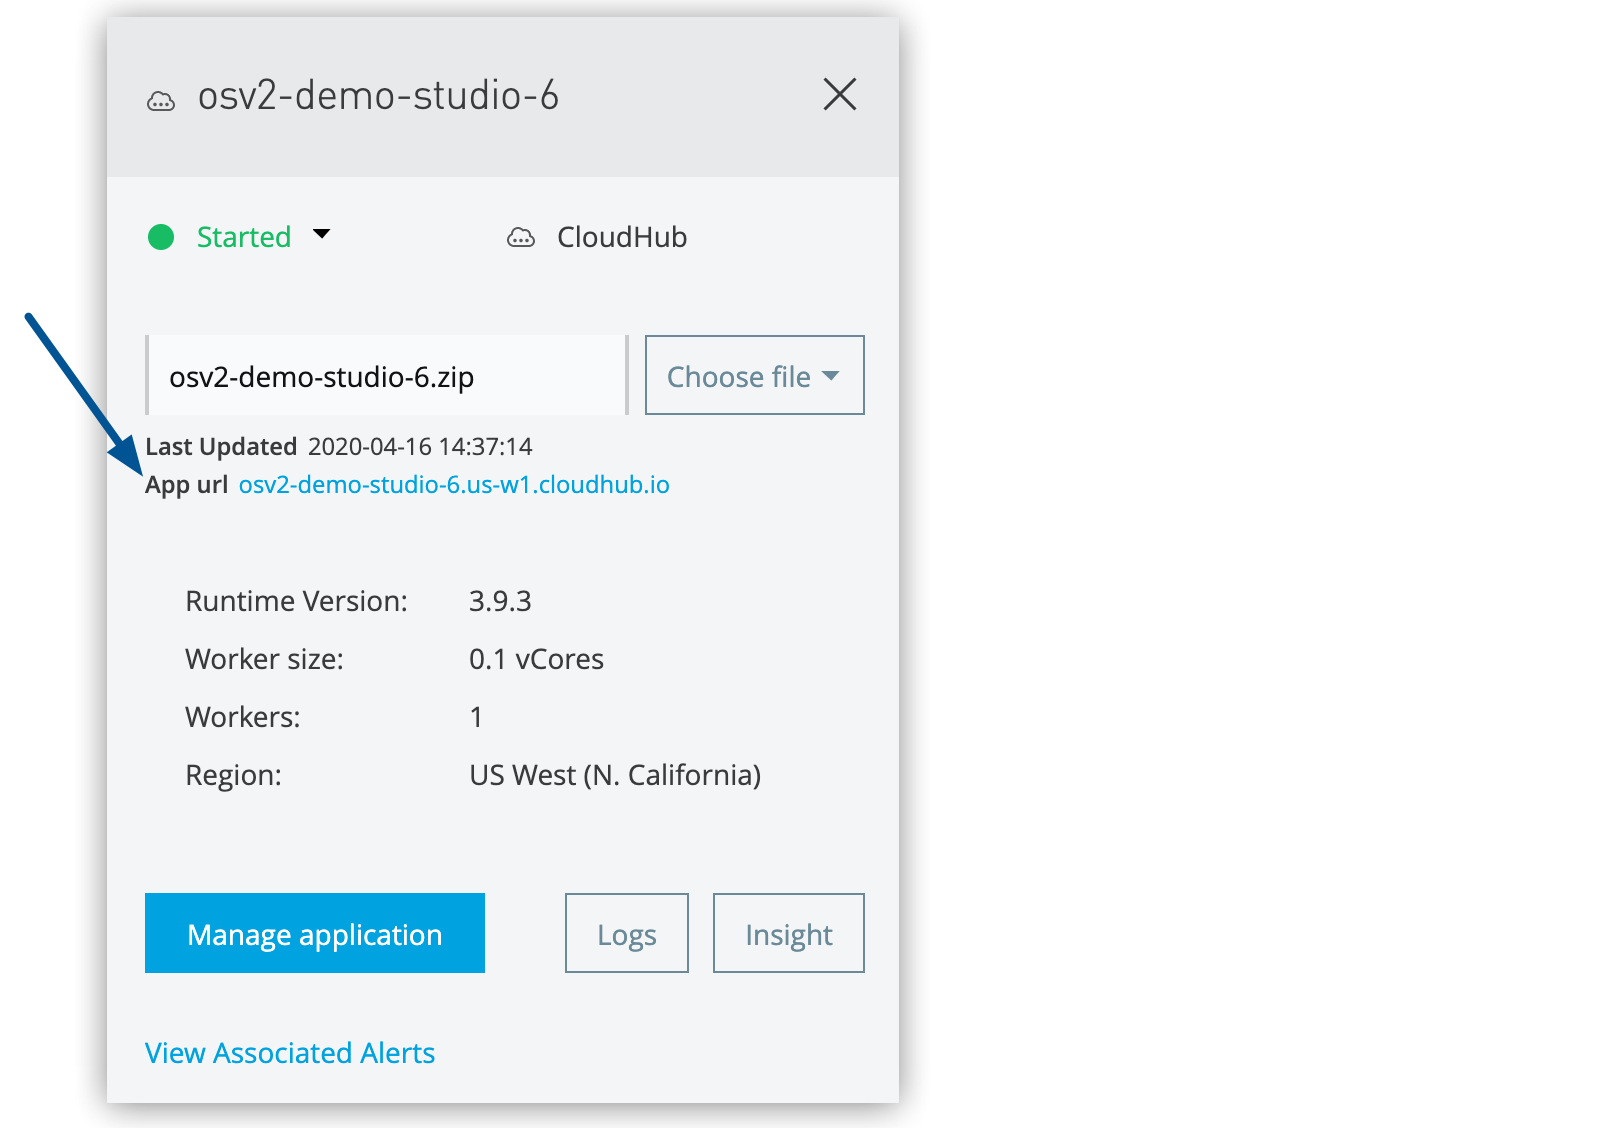 osv2-demo-studio-6
Started CloudHub
osv2-demo-studio-6.zip Choose file
Last Updated 2020-04-16 14:37:14
App url osv2-demo-studio-6.us-w1.cloudhub.io
Runtime Version: 3.9.3
Worker size: 0.1 vCores
Workers: 1
Region: US West (N. California)
Manage application Logs Insight
View Associated Alerts